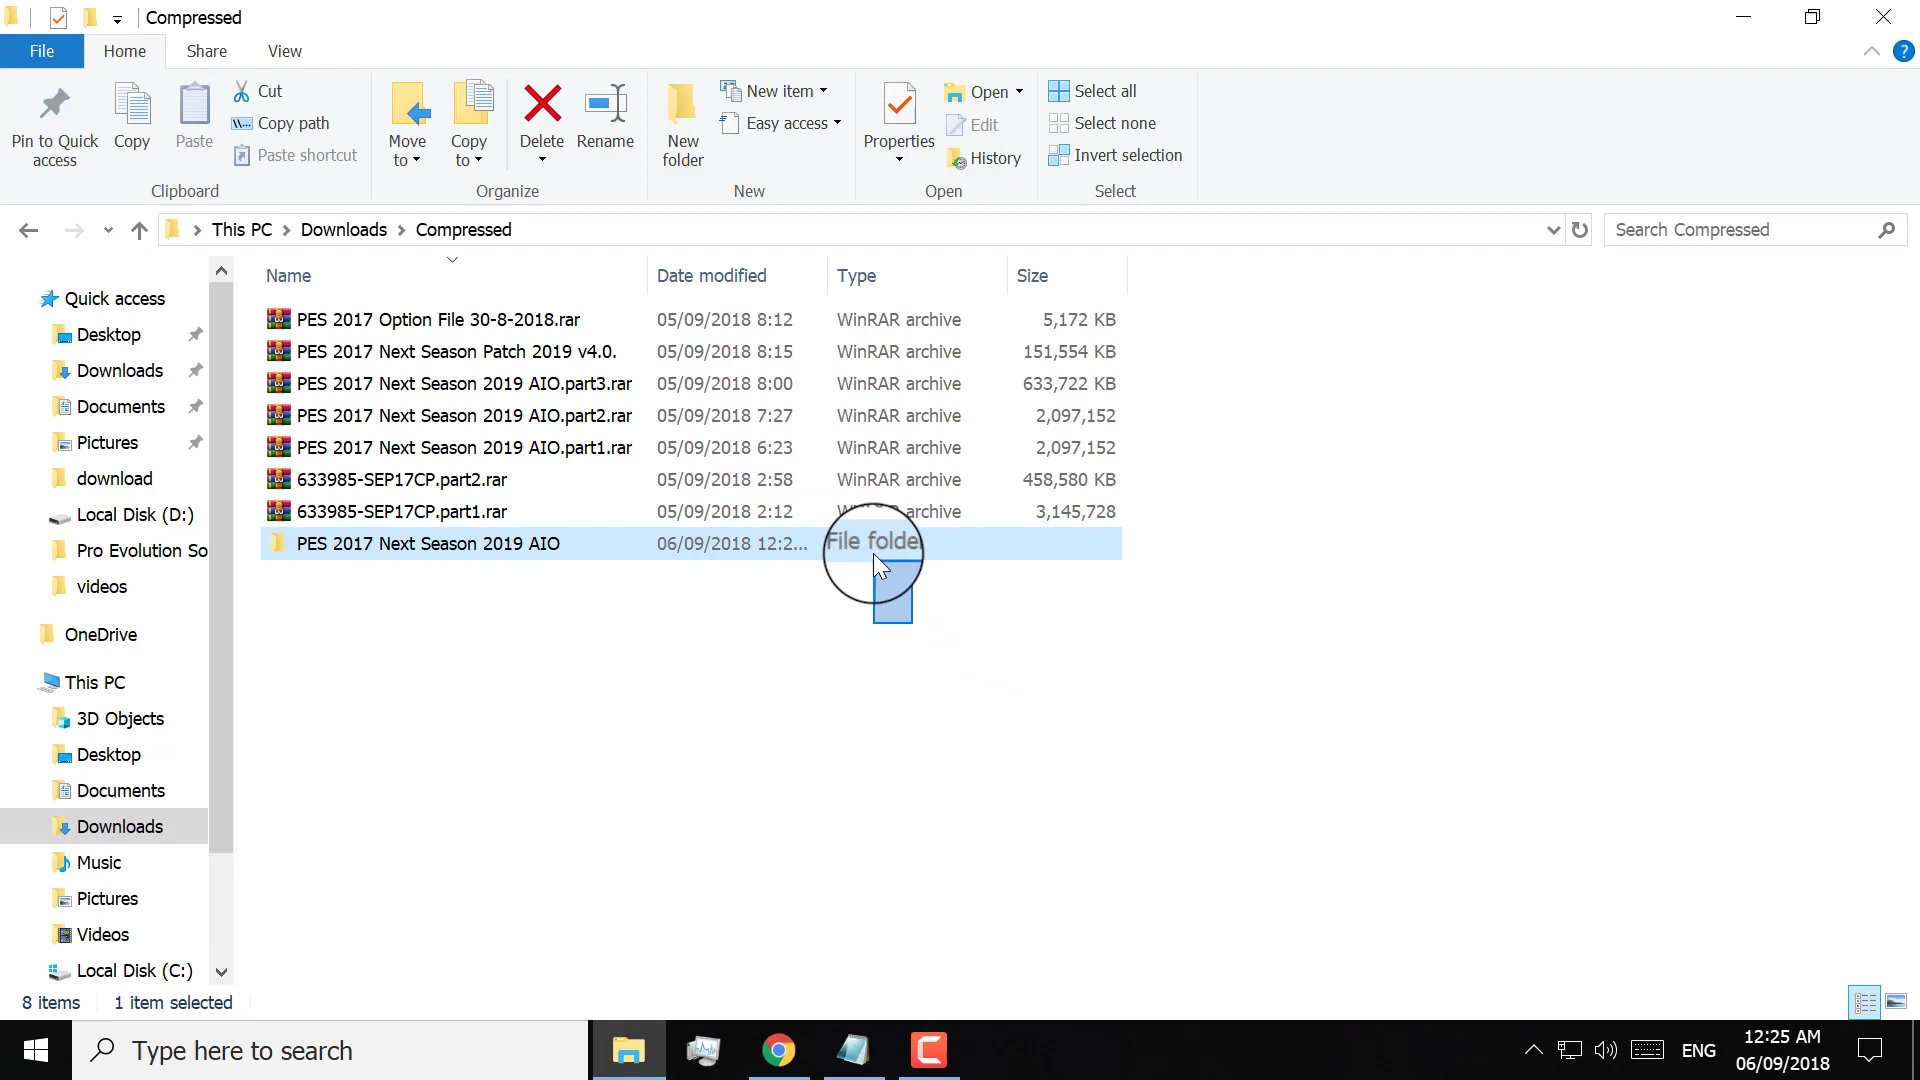 Compressed
File Home Share View
Pin to Quick access
Copy
Paste
Cut
Copy path
Paste shortcut
Clipboard
Move to
Copy to
Delete
Rename
Organize
New folder
New item
Easy access
New
Properties
Open
Edit
History
Open
Select all
Select none
Invert selection
Select
This PC > Downloads > Compressed
Search Compressed
Name Date modified Type Size
PES 2017 Option File 30-8-2018.rar 05/09/2018 8:12 WinRAR archive 5,172 KB
PES 2017 Next Season Patch 2019 v4.0. 05/09/2018 8:15 WinRAR archive 151,554 KB
PES 2017 Next Season 2019 AIO.part3.rar 05/09/2018 8:00 WinRAR archive 633,722 KB
PES 2017 Next Season 2019 AIO.part2.rar 05/09/2018 7:27 WinRAR archive 2,097,152
PES 2017 Next Season 2019 AIO.part1.rar 05/09/2018 6:23 WinRAR archive 2,097,152
633985-SEP17CP.part2.rar 05/09/2018 2:58 WinRAR archive 458,580 KB
633985-SEP17CP.part1.rar 05/09/2018 2:12 archive 3,145,728
PES 2017 Next Season 2019 AIO 06/09/2018 12:2... File folde
Quick access
Desktop
Downloads
Documents
Pictures
download
Local Disk (D:)
Pro Evolution So
videos
OneDrive
This PC
3D Objects
Desktop
Documents
Downloads
Music
Pictures
Videos
Local Disk (C:)
8 items 1 item selected
Type here to search
ENG
12:25 AM
06/09/2018